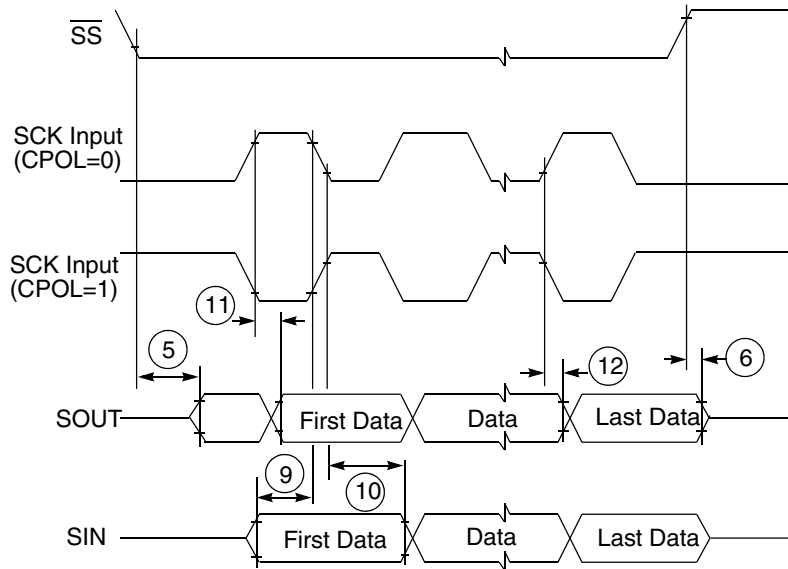 S̅S̅
SCK Input
(CPOL=0)
SCK Input
(CPOL=1)
11
5
12
6
SOUT
First Data
Data
Last Data
9
10
SIN
First Data
Data
Last Data